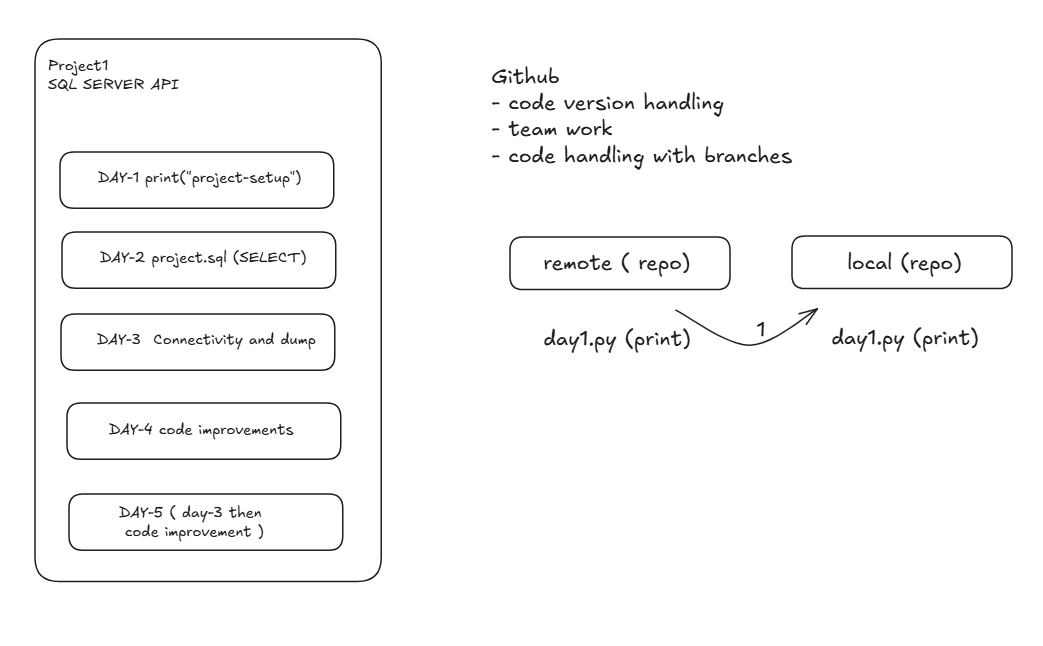 Project1
SQL SERVER API
DAY-1 print("project-setup")
DAY-2 project.sql (SELECT)
DAY-3  Connectivity and dump
DAY-4 code improvements
DAY-5 ( day-3 then
code improvement )
Github
- code version handling
- team work
- code handling with branches
remote ( repo)
local (repo)
1
day1.py (print)
day1.py (print)